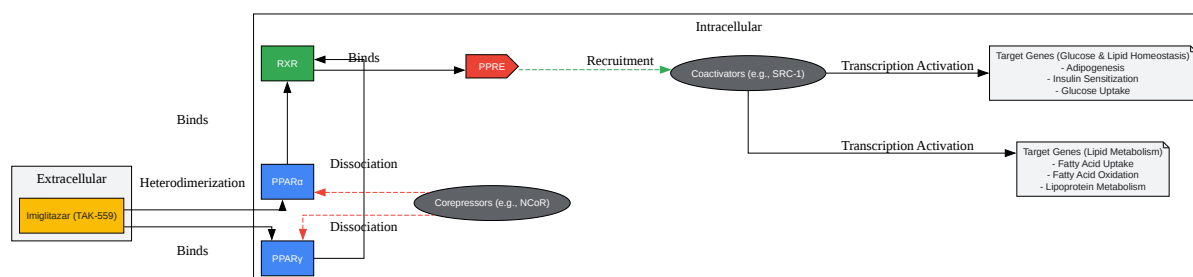 Intracellular
RXR
Binds
PPRE
Recruitment
Coactivators (e.g., SRC-1)
Transcription Activation
Target Genes (Glucose & Lipid Homeostasis)
- Adipogenesis
- Insulin Sensitization
- Glucose Uptake
Binds
Transcription Activation
Target Genes (Lipid Metabolism)
- Fatty Acid Uptake
- Fatty Acid Oxidation
- Lipoprotein Metabolism
Dissociation
Extracellular
Heterodimerization
PPARα
Imiglitazar (TAK-559)
Corepressors (e.g., NCoR)
Dissociation
Binds
PPARγ